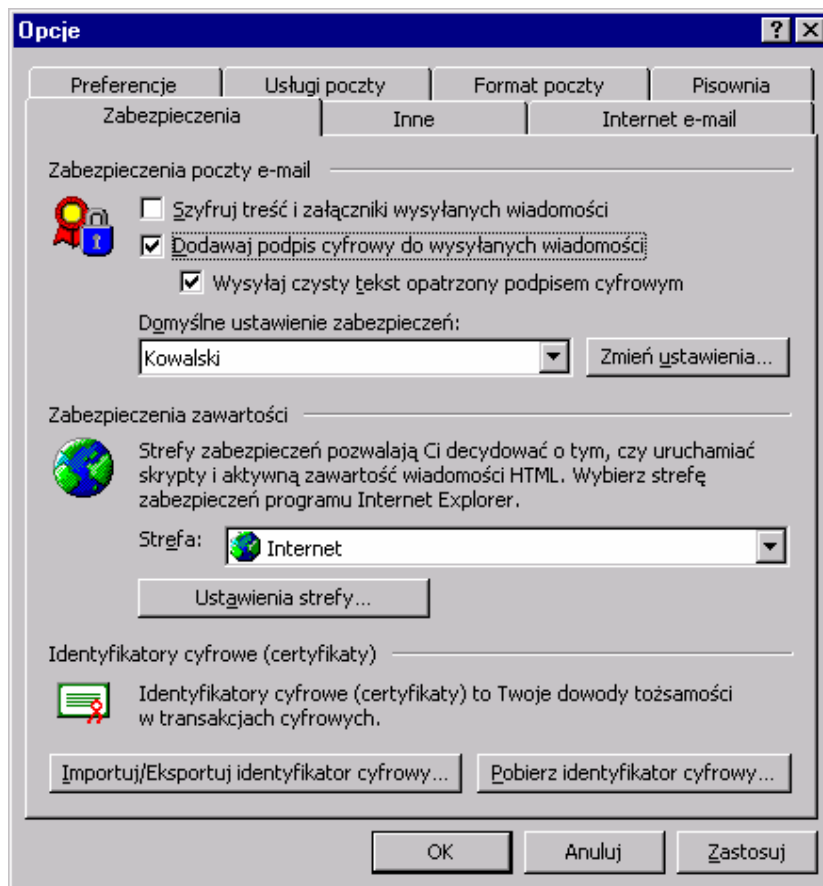 Opcje
Preferencje Usługi poczty Format poczty Pisownia
Zabezpieczenia Inne Internet e-mail
Zabezpieczenia poczty e-mail
Szyfruj treść i załączniki wysyłanych wiadomości
Dodawaj podpis cyfrowy do wysyłanych wiadomości
Wysyłaj czysty tekst opatrzony podpisem cyfrowym
Domyślne ustawienie zabezpieczeń:
Kowalski Zmień ustawienia...
Zabezpieczenia zawartości
Strefy zabezpieczeń pozwalają Ci decydować o tym, czy uruchamiać
skrypty i aktywną zawartość wiadomości HTML. Wybierz strefę
zabezpieczeń programu Internet Explorer.
Strefa: Internet
Ustawienia strefy...
Identyfikatory cyfrowe (certyfikaty)
Identyfikatory cyfrowe (certyfikaty) to Twoje dowody tożsamości
w transakcjach cyfrowych.
Importuj/Eksportuj identyfikator cyfrowy... Pobierz identyfikator cyfrowy...
OK Anuluj Zastosuj